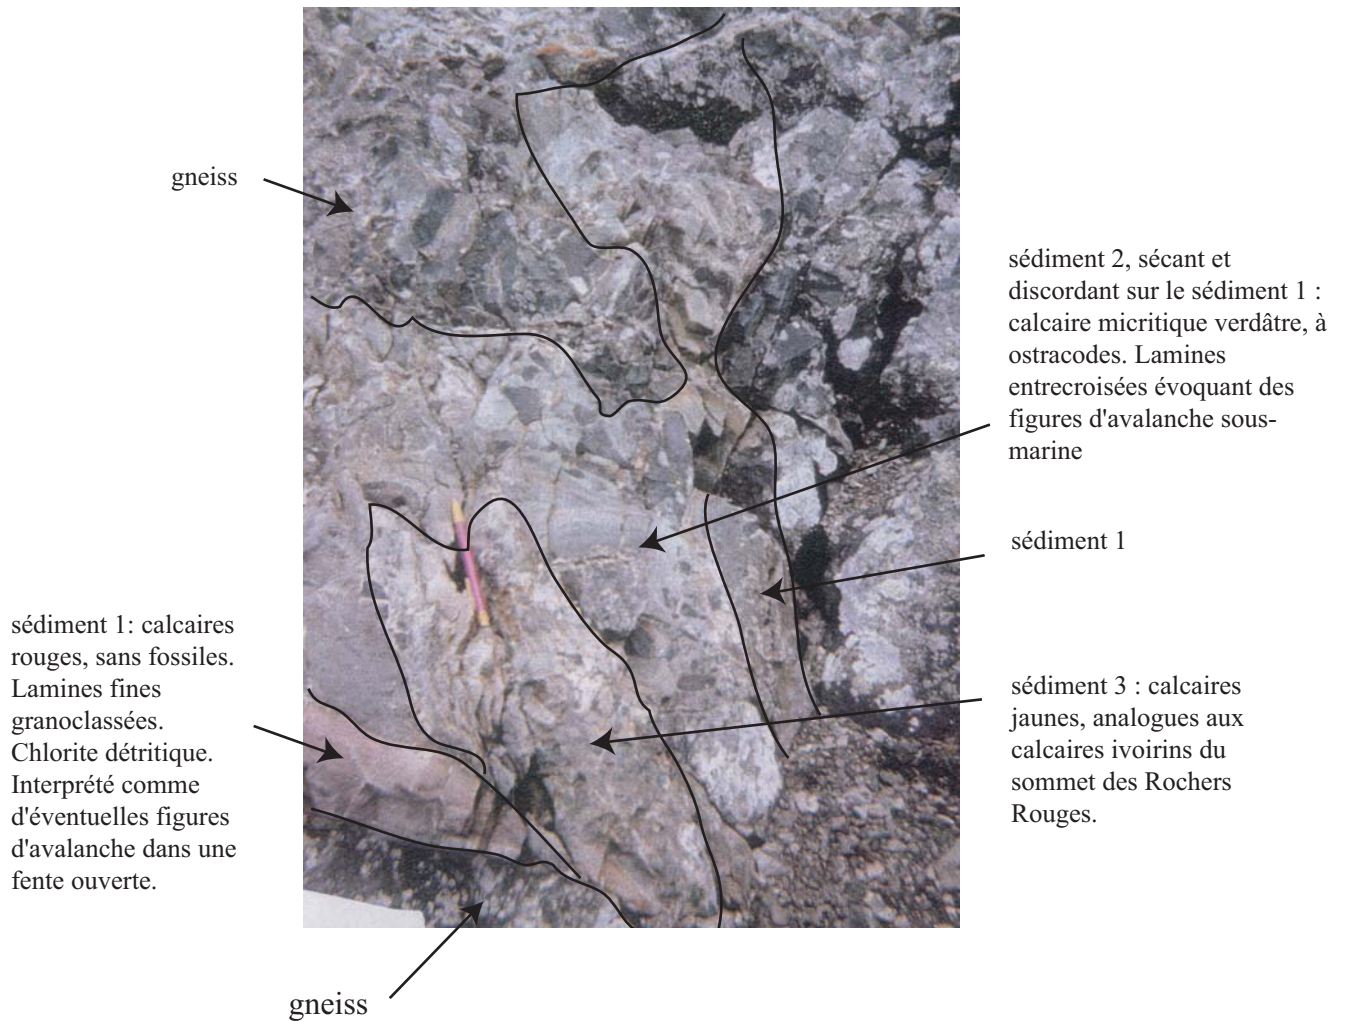 gneiss
sédiment 2, sécant et
discordant sur le sédiment 1 :
calcaire micritique verdâtre, à
ostracodes. Lamines
entrecroisées évoquant des
figures d'avalanche sous-
marine
sédiment 1
sédiment 1: calcaires
rouges, sans fossiles.
Lamines fines
granoclassées.
Chlorite détritique.
Interprété comme
d'éventuelles figures
d'avalanche dans une
fente ouverte.
sédiment 3 : calcaires
jaunes, analogues aux
calcaires ivoirins du
sommet des Rochers
Rouges.
gneiss